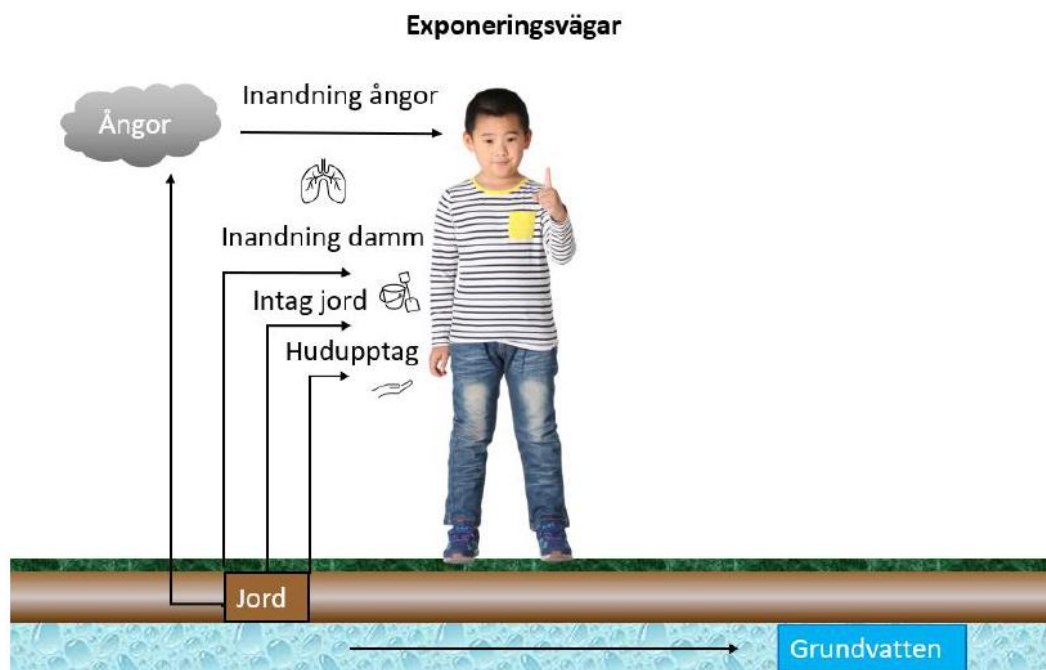 Exponeringsvägar
Inandning ångor
Ångor
Inandning damm
Intag jord
Hudupptag
Jord
Grundvatten